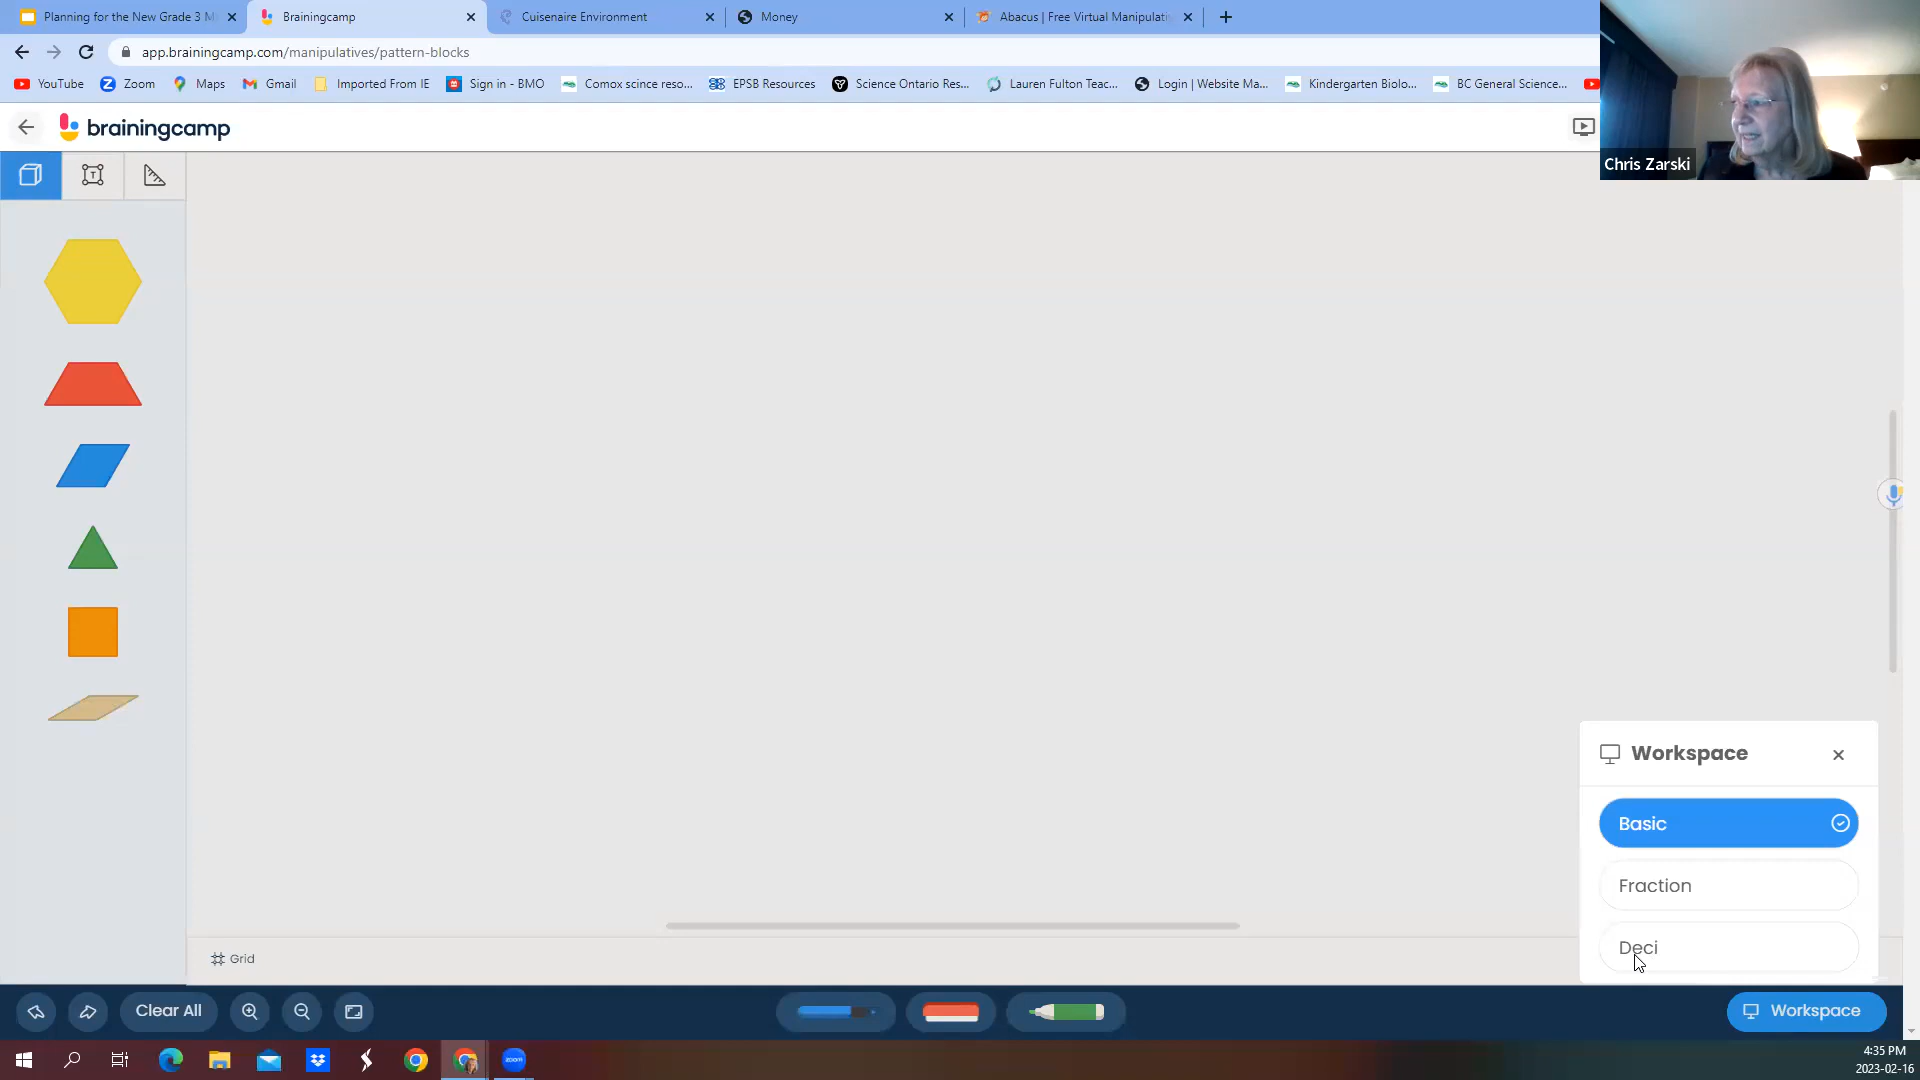 Planning for the New Grade 3 M
Brainingcamp
Cuisenaire Environment
Money
Abacus | Free Virtual Manipulati
app.brainingcamp.com/manipulatives/pattern-blocks
YouTube
Zoom
Maps
Gmail
Imported From IE
Sign in - BMO
Comox scince reso...
EPSB Resources
Science Ontario Res...
Lauren Fulton Teac...
Login | Website Ma...
Kindergarten Biolo...
BC General Science...
brainingcamp
T
Chris Zarski
Workspace
Basic
Fraction
Deci
Grid
Clear All
Workspace
zoom
4:35 PM
2023-02-16